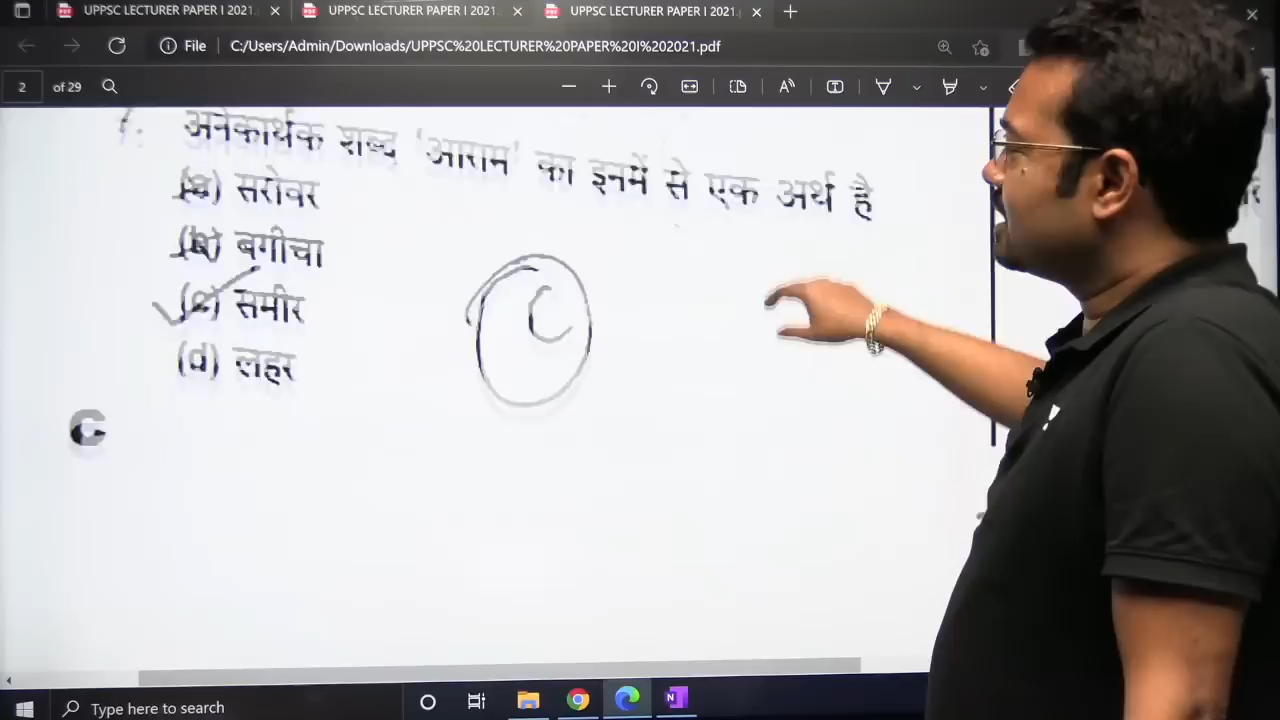 UPPSC LECTURER PAPER I 2021. UPPSC LECTURER PAPER I 2021. UPPSC LECTURER PAPER I 2021.
File C:/Users/Admin/Downloads/UPPSC%20LECTURER%20PAPER%20I%202021.pdf
2 of 29
अनेकार्थक शब्द 'आराम' का इनमें से एक अर्थ है
(a) सरोवर
(b) बगीचा
(c) समीर
(d) लहर
C
C
Type here to search